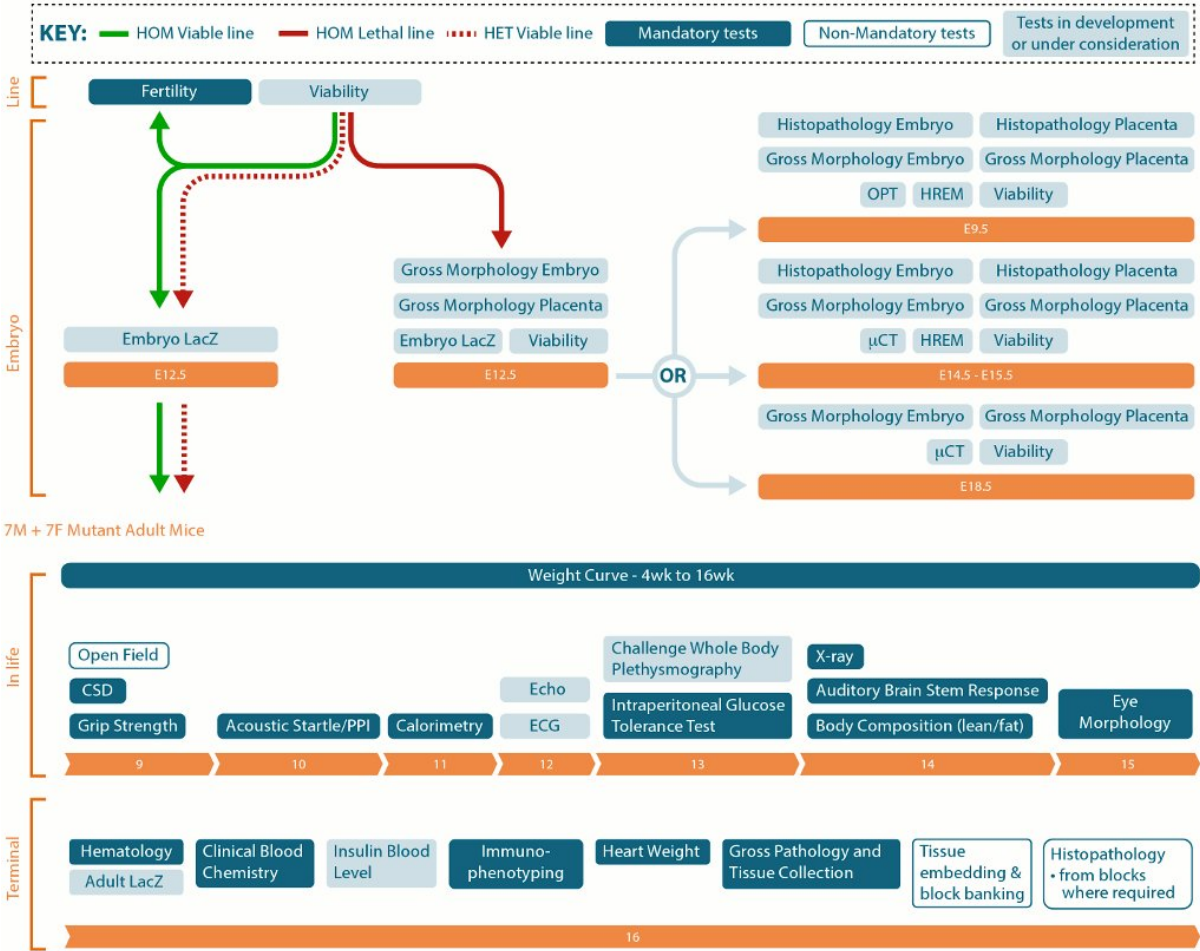 KEY: HOM Viable line HOM Lethal line HET Viable line Mandatory tests Non-Mandatory tests
Tests in development
or under consideration
Line
Fertility Viability
Embryo
Histopathology Embryo Histopathology Placenta
Gross Morphology Embryo Gross Morphology Placenta
OPT HREM Viability
E9.5
Gross Morphology Embryo
Gross Morphology Placenta
Embryo LacZ Viability
E12.5
Embryo LacZ
E12.5
OR
Histopathology Embryo Histopathology Placenta
Gross Morphology Embryo Gross Morphology Placenta
μCT HREM Viability
E14.5 - E15.5
Gross Morphology Embryo Gross Morphology Placenta
μCT Viability
E18.5
7M + 7F Mutant Adult Mice
In life
Weight Curve - 4wk to 16wk
Open Field
CSD
Grip Strength
Acoustic Startle/PPI
Calorimetry
Echo
ECG
Challenge Whole Body
Plethysmography
Intraperitoneal Glucose
Tolerance Test
X-ray
Auditory Brain Stem Response
Body Composition (lean/fat)
Eye
Morphology
9 10 11 12 13 14 15
Terminal
Hematology
Adult LacZ
Clinical Blood
Chemistry
Insulin Blood
Level
Immuno-
phenotyping
Heart Weight
Gross Pathology and
Tissue Collection
Tissue
embedding &
block banking
Histopathology
• from blocks
where required
16